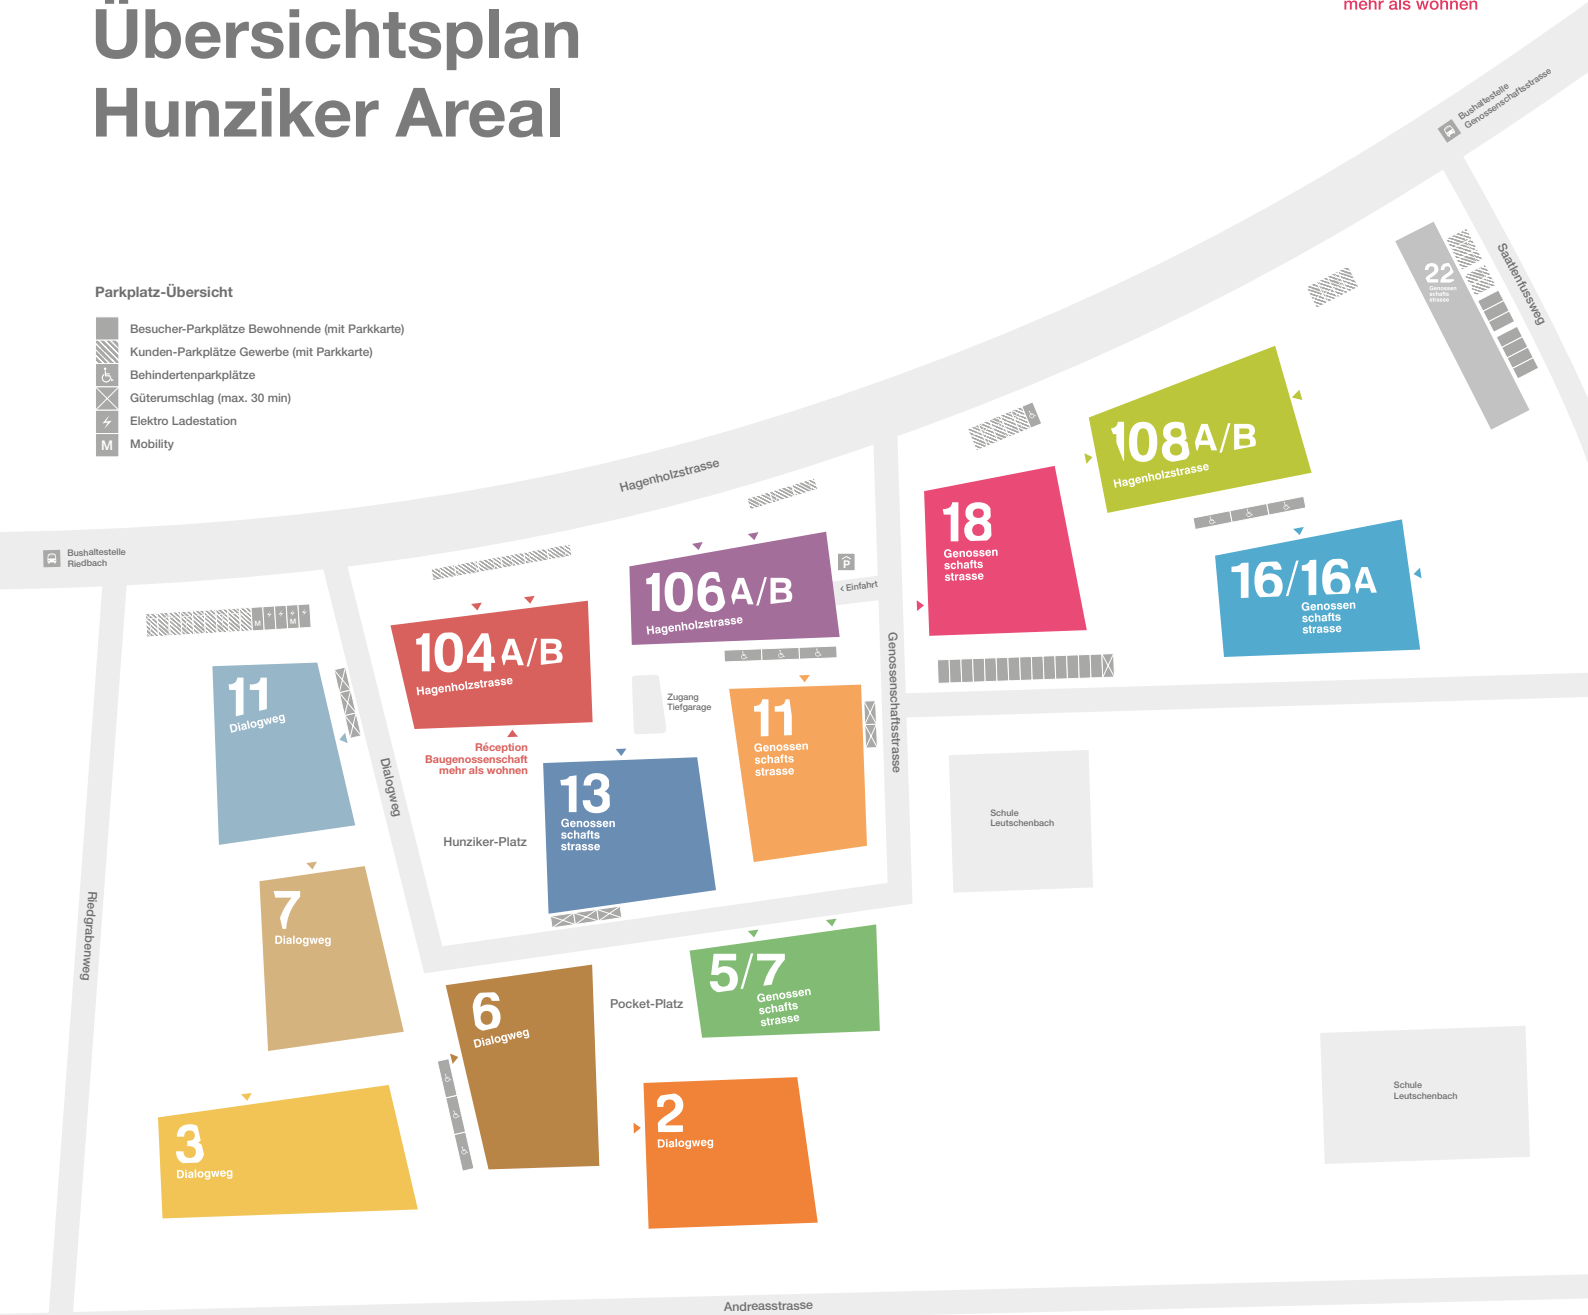 mehr als wohnen
Übersichtsplan
Hunziker Areal
Bushaltestelle
Genossenschaftsstrasse
Parkplatz-Übersicht
Besucher-Parkplätze Bewohnende (mit Parkkarte)
Kunden-Parkplätze Gewerbe (mit Parkkarte)
Behindertenparkplätze
Güterumschlag (max. 30 min)
Elektro Ladestation
M Mobility
22
Genossen
schafts
strasse
Saatlenfussweg
Hagenholzstrasse
108 A/B
Hagenholzstrasse
18
Genossen
schafts
strasse
16/16A
Genossen
schafts
strasse
Bushaltestelle
Riedbach
106 A/B
Hagenholzstrasse
P
‹ Einfahrt
104 A/B
Hagenholzstrasse
M
M
11
Dialogweg
Zugang
Tiefgarage
11
Genossen
schafts
strasse
Genossenschaftsstrasse
Réception
Baugenossenschaft
mehr als wohnen
Dialogweg
13
Genossen
schafts
strasse
Hunziker-Platz
Schule
Leutschenbach
7
Dialogweg
Riedgrabenweg
5/7
Genossen
schafts
strasse
Pocket-Platz
6
Dialogweg
2
Dialogweg
3
Dialogweg
Schule
Leutschenbach
Andreasstrasse